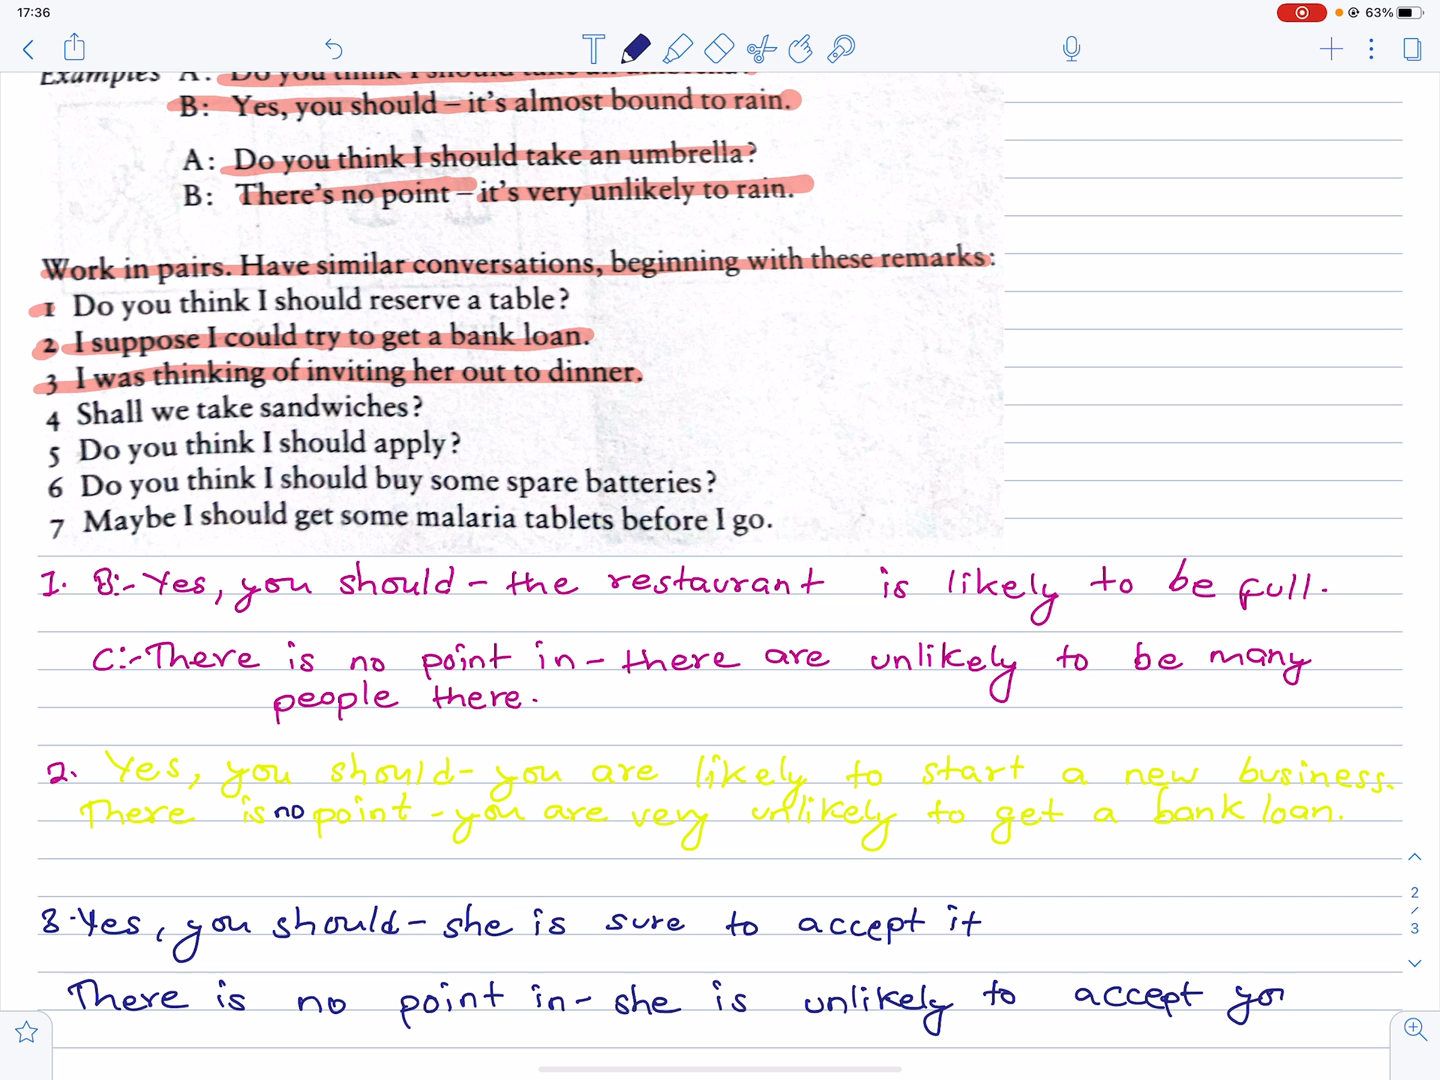 17:36
63%
Examples A: Do you think I should take an umbrella?
B: Yes, you should – it's almost bound to rain.
A: Do you think I should take an umbrella?
B: There's no point – it's very unlikely to rain.
Work in pairs. Have similar conversations, beginning with these remarks:
1 Do you think I should reserve a table?
2 I suppose I could try to get a bank loan.
3 I was thinking of inviting her out to dinner.
4 Shall we take sandwiches?
5 Do you think I should apply?
6 Do you think I should buy some spare batteries?
7 Maybe I should get some malaria tablets before I go.
1. B:- Yes, you should - the restaurant is likely to be full.
C:- There is no point in - there are unlikely to be many
people there.
2. Yes, you should - you are likely to start a new business.
There is no point - you are very unlikely to get a bank loan.
3. Yes, you should - she is sure to accept it
There is no point in - she is unlikely to accept you
2
/
3